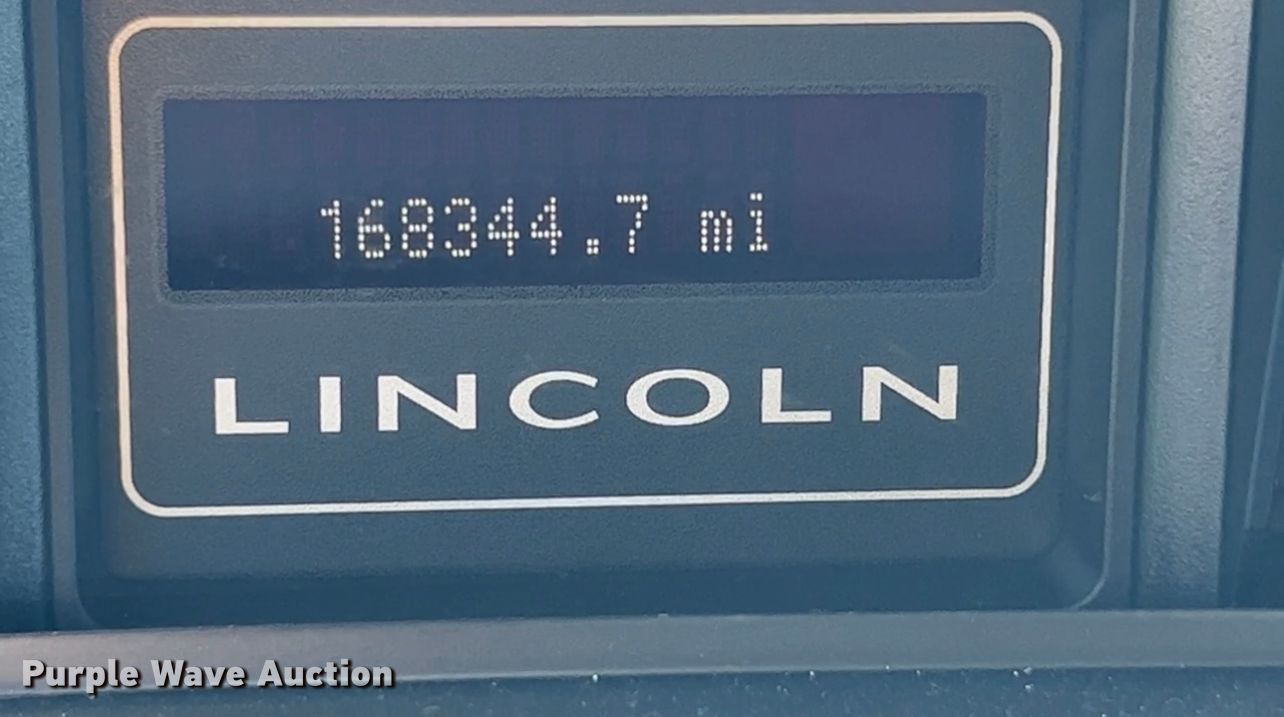 168344.7 mi
LINCOLN
Purple Wave Auction